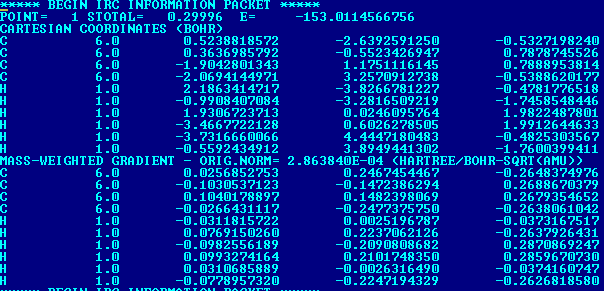 ***** BEGIN IRC INFORMATION PACKET *****
POINT=   1 STOTAL=   0.29996  E=     -153.0114566756
CARTESIAN COORDINATES (BOHR)
C          6.0     0.5238818572       -2.6392591250       -0.5327198240
C          6.0     0.3636985792       -0.5523426947        0.7878745526
C          6.0    -1.9042801343        1.1751116145        0.7888953814
C          6.0    -2.0694144971        3.2570912738       -0.5388620177
H          1.0     2.1863414717       -3.8266781227       -0.4781776518
H          1.0    -0.9908407084       -3.2816509219       -1.7458548446
H          1.0     1.9306723713        0.0246095764        1.9822487801
H          1.0    -3.4667722128        0.6026278505        1.9912644633
H          1.0    -3.7316660066        4.4447180483       -0.4825303567
H          1.0    -0.5592434912        3.8949441302       -1.7600399411
MASS-WEIGHTED GRADIENT - ORIG.NORM= 2.863840E-04 (HARTREE/BOHR-SQRT(AMU))
C          6.0     0.0256852753        0.2467454467       -0.2648374976
C          6.0    -0.1030537123       -0.1472386294        0.2688670379
C          6.0     0.1040178897       -0.1482398069        0.2679354652
C          6.0    -0.0266431117        0.2477375750       -0.2638061042
H          1.0    -0.0311815722        0.0025196787       -0.0373167517
H          1.0     0.0769150260        0.2237062126       -0.2637926431
H          1.0    -0.0982556189       -0.2090808682        0.2870869247
H          1.0     0.0993274164       -0.2101748350        0.2859670730
H          1.0     0.0310685889       -0.0026316490       -0.0374160747
H          1.0    -0.0778957320        0.2247194329       -0.2626818580
***** BEGIN IRC INFORMATION PACKET *****